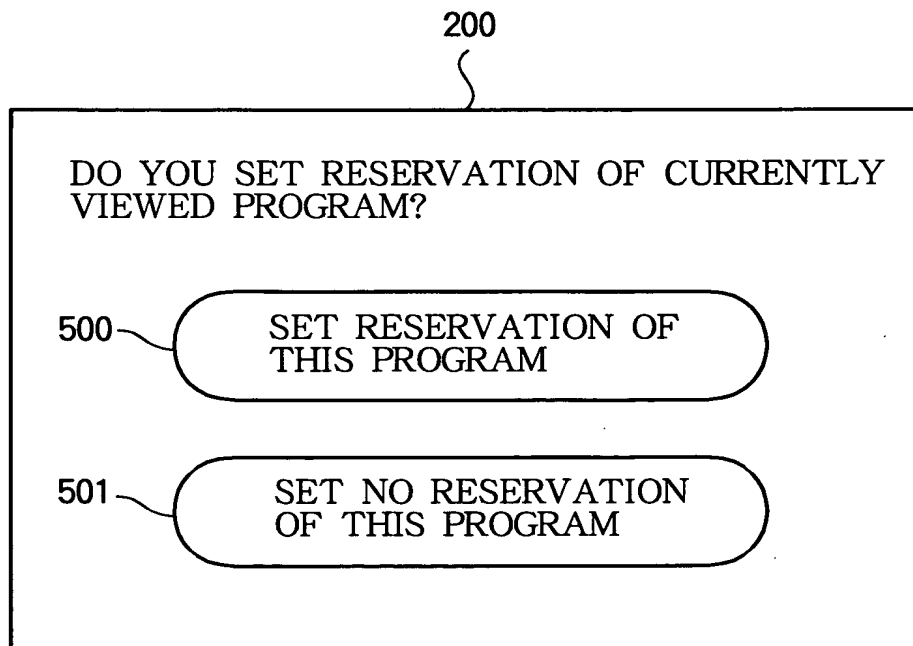 200
DO YOU SET RESERVATION OF CURRENTLY
VIEWED PROGRAM?
500
SET RESERVATION OF
THIS PROGRAM
501
SET NO RESERVATION
OF THIS PROGRAM